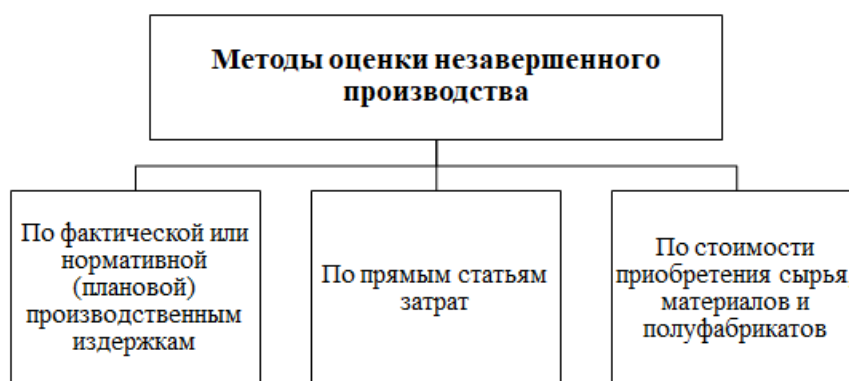 Методы оценки незавершенного
производства
По фактической или
нормативной
(плановой)
производственным
издержкам
По прямым статьям
затрат
По стоимости
приобретения сырья
материалов и
полуфабрикатов